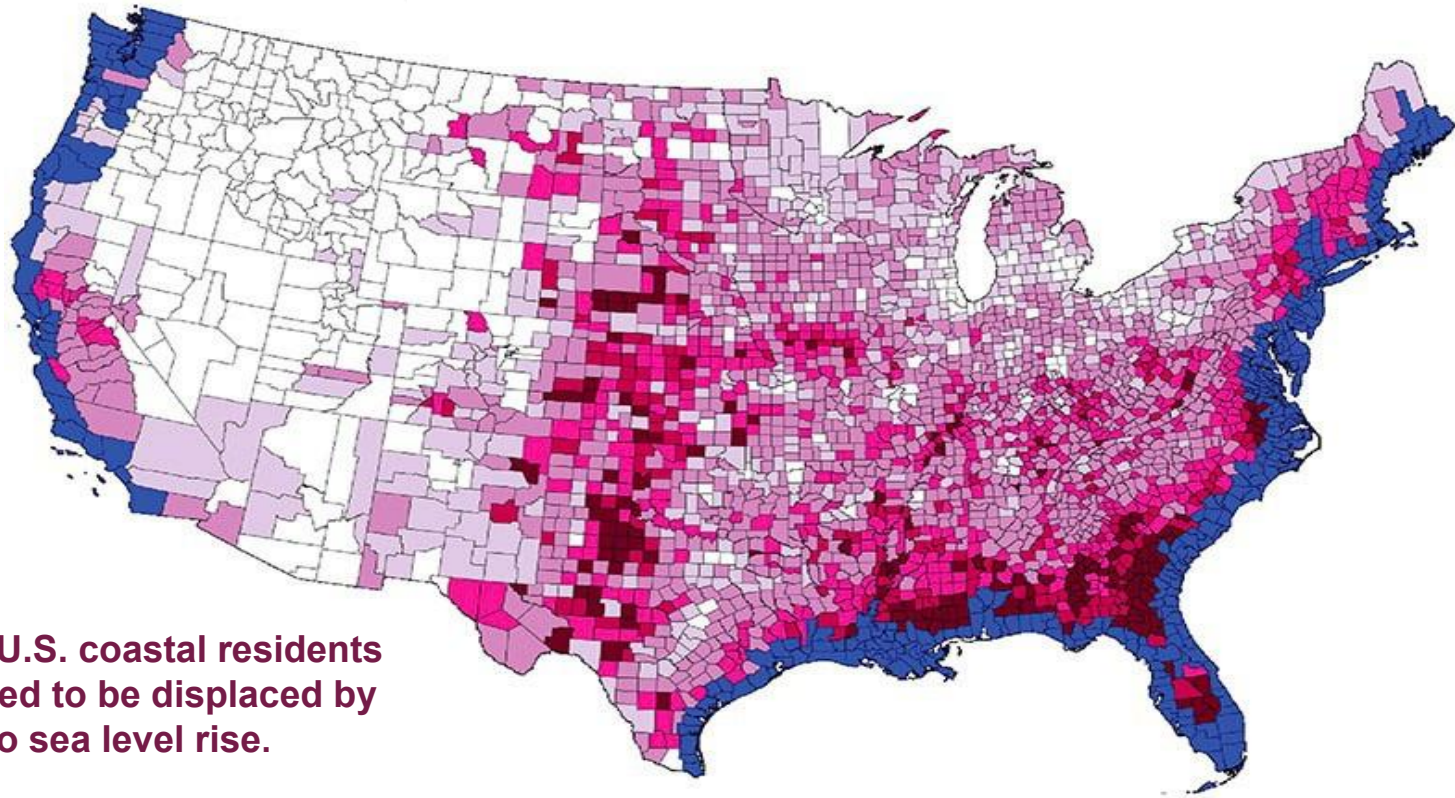 U.S. coastal residents
ed to be displaced by
o sea level rise.